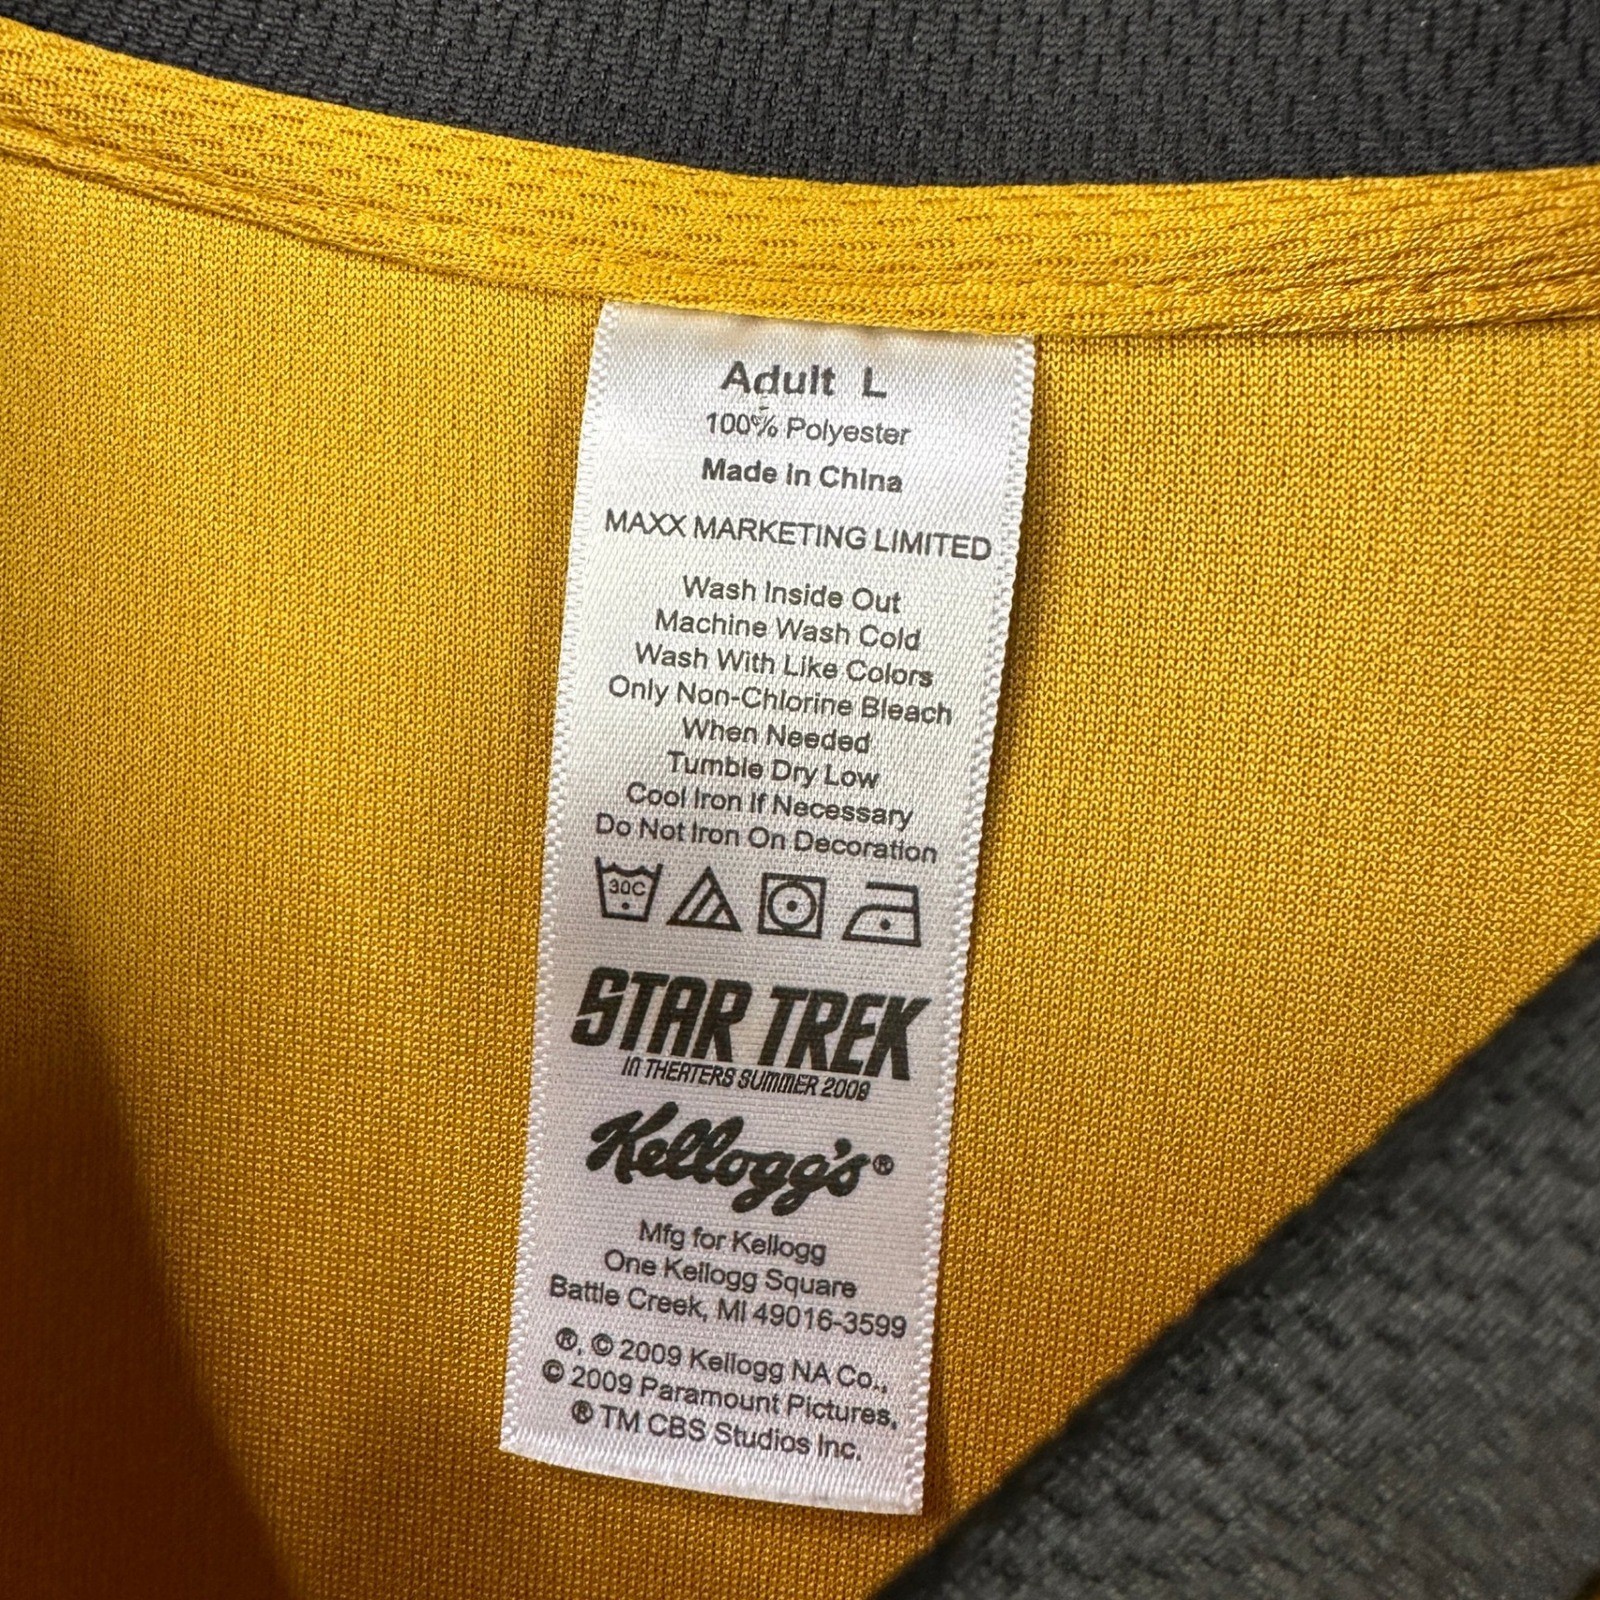 Adult L
100% Polyester
Made In China
MAXX MARKETING LIMITED
Wash Inside Out
Machine Wash Cold
Wash With Like Colors
Only Non-Chlorine Bleach
When Needed
Tumble Dry Low
Cool Iron If Necessary
Do Not Iron On Decoration
30C
STAR TREK
IN THEATERS SUMMER 2009
Kellogg's®
Mfg for Kellogg
One Kellogg Square
Battle Creek, MI 49016-3599
®, © 2009 Kellogg NA Co.,
© 2009 Paramount Pictures,
® TM CBS Studios Inc.